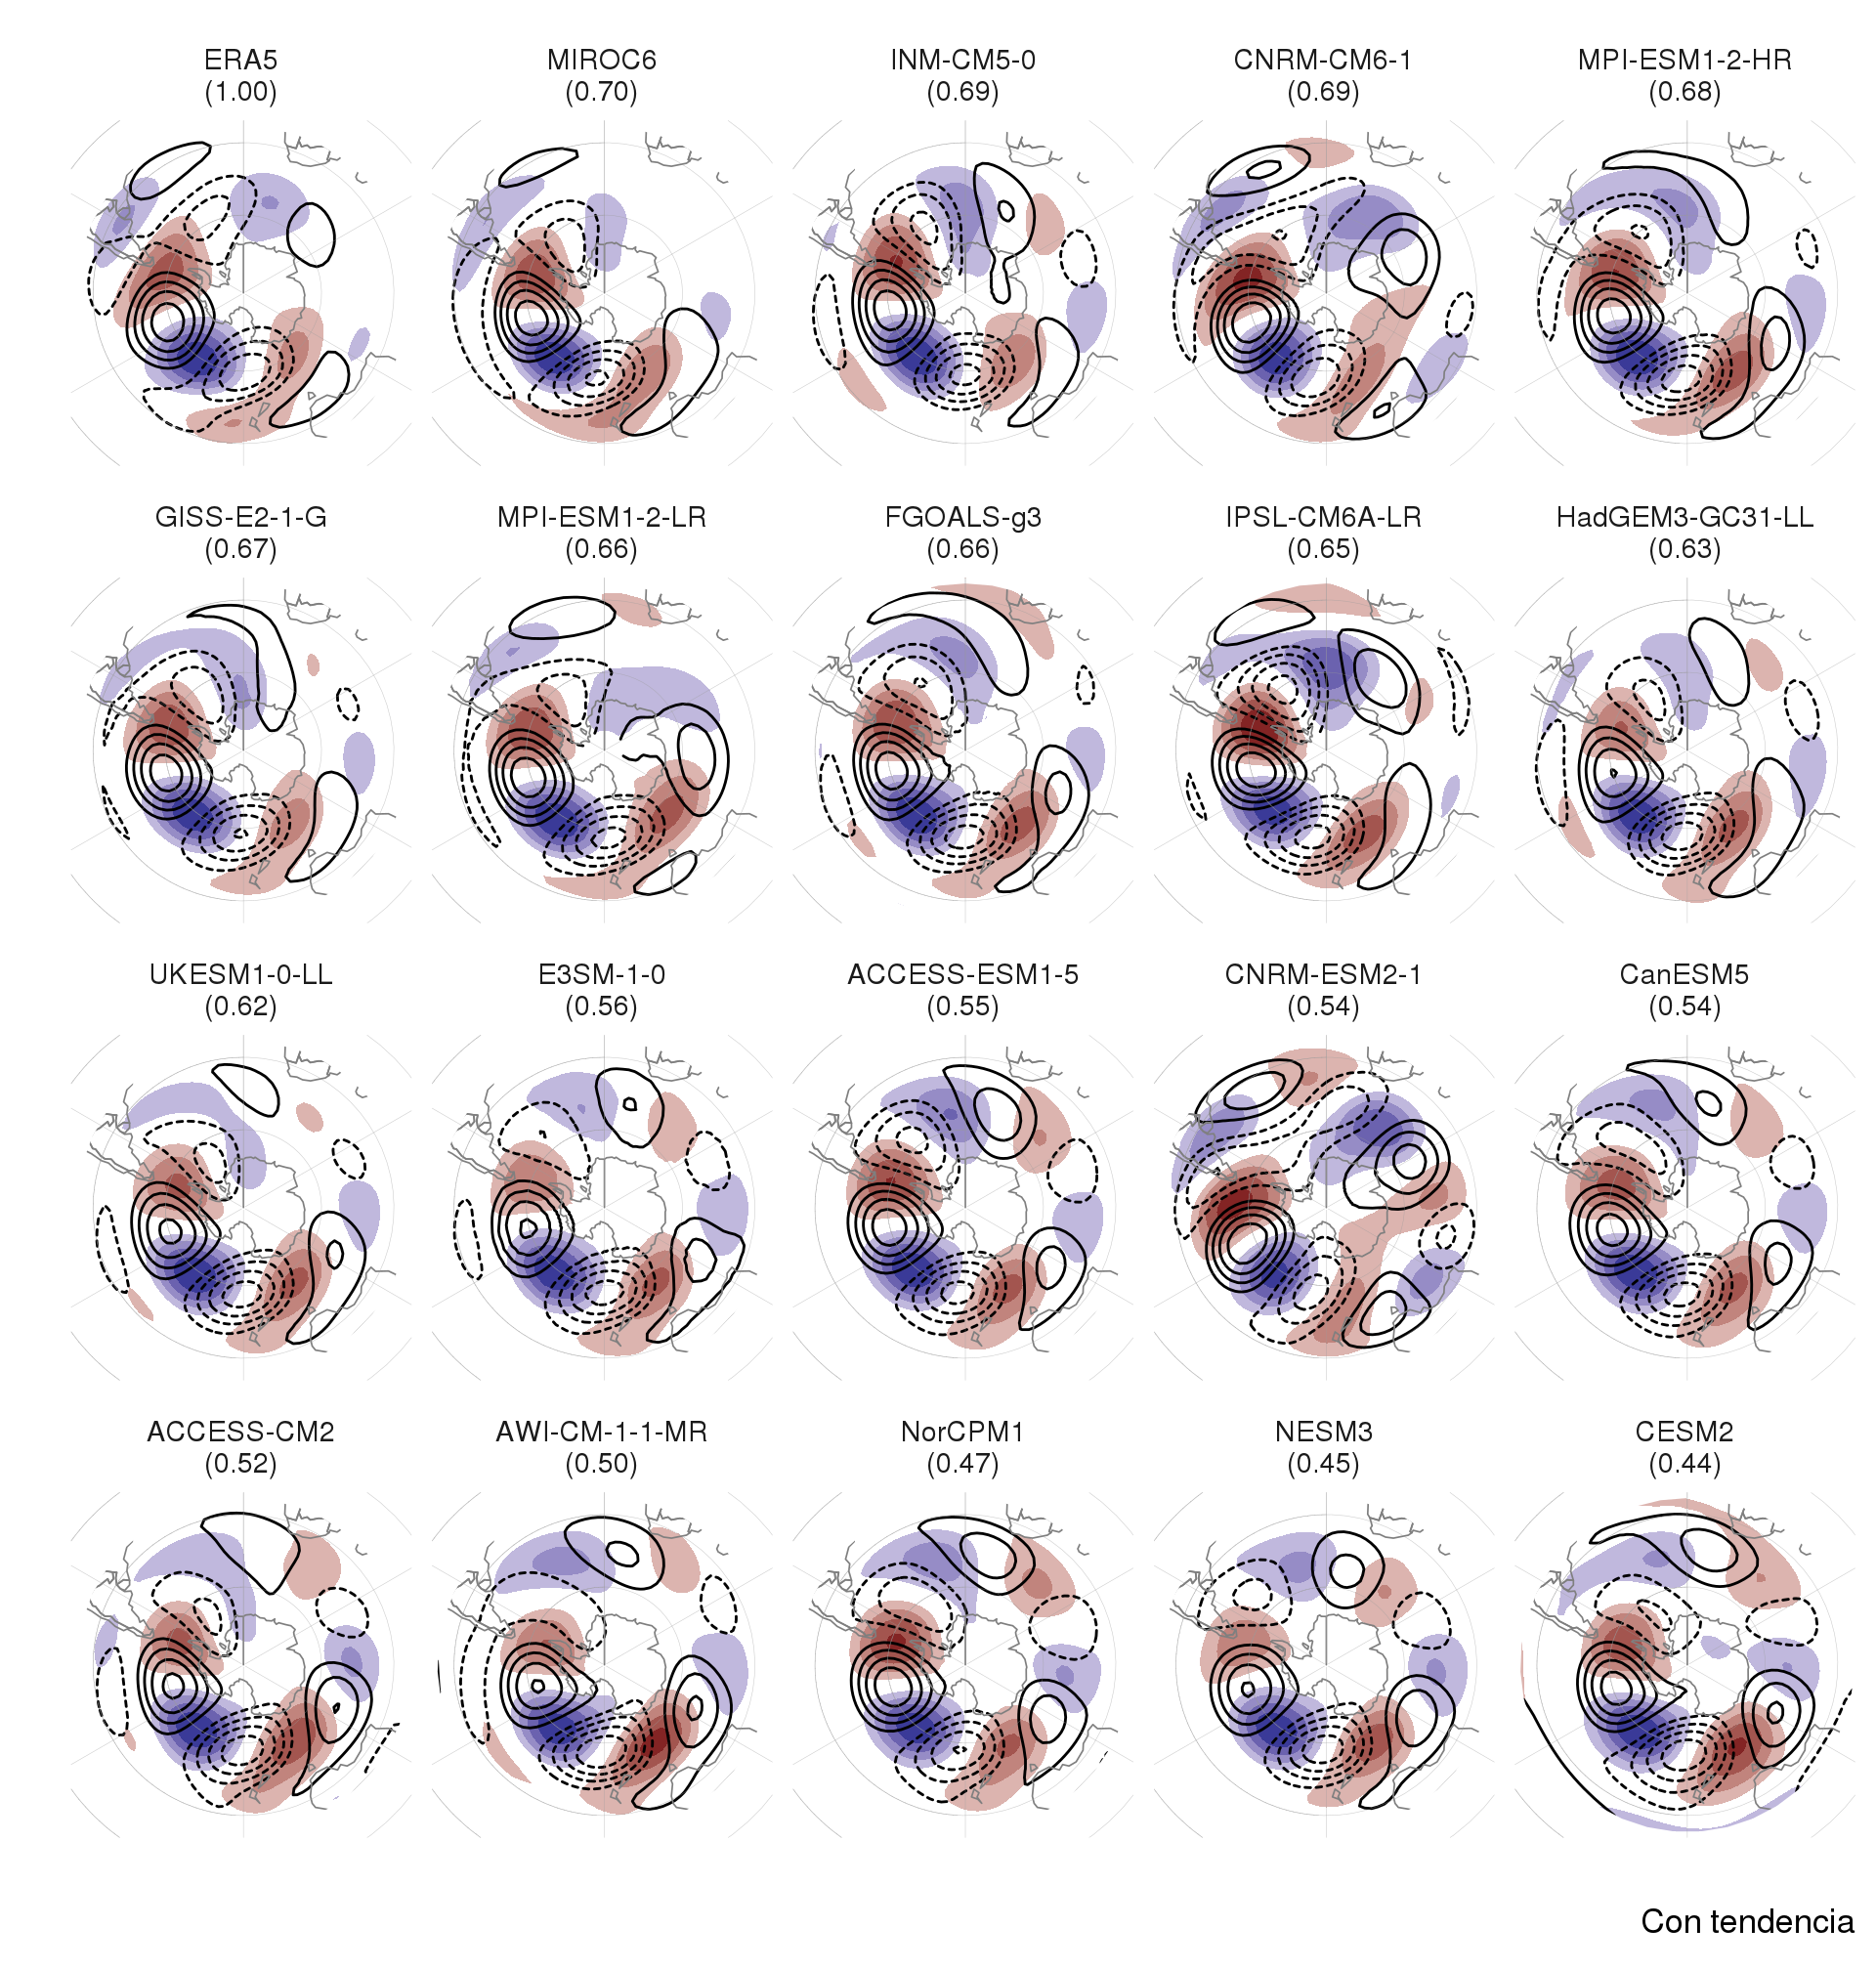 ERA5
(1.00)
MIROC6
(0.70)
INM-CM5-0
(0.69)
CNRM-CM6-1
(0.69)
MPI-ESM1-2-HR
(0.68)
GISS-E2-1-G
(0.67)
MPI-ESM1-2-LR
(0.66)
FGOALS-g3
(0.66)
IPSL-CM6A-LR
(0.65)
HadGEM3-GC31-LL
(0.63)
UKESM1-0-LL
(0.62)
E3SM-1-0
(0.56)
ACCESS-ESM1-5
(0.55)
CNRM-ESM2-1
(0.54)
CanESM5
(0.54)
ACCESS-CM2
(0.52)
AWI-CM-1-1-MR
(0.50)
NorCPM1
(0.47)
NESM3
(0.45)
CESM2
(0.44)
Con tendencia